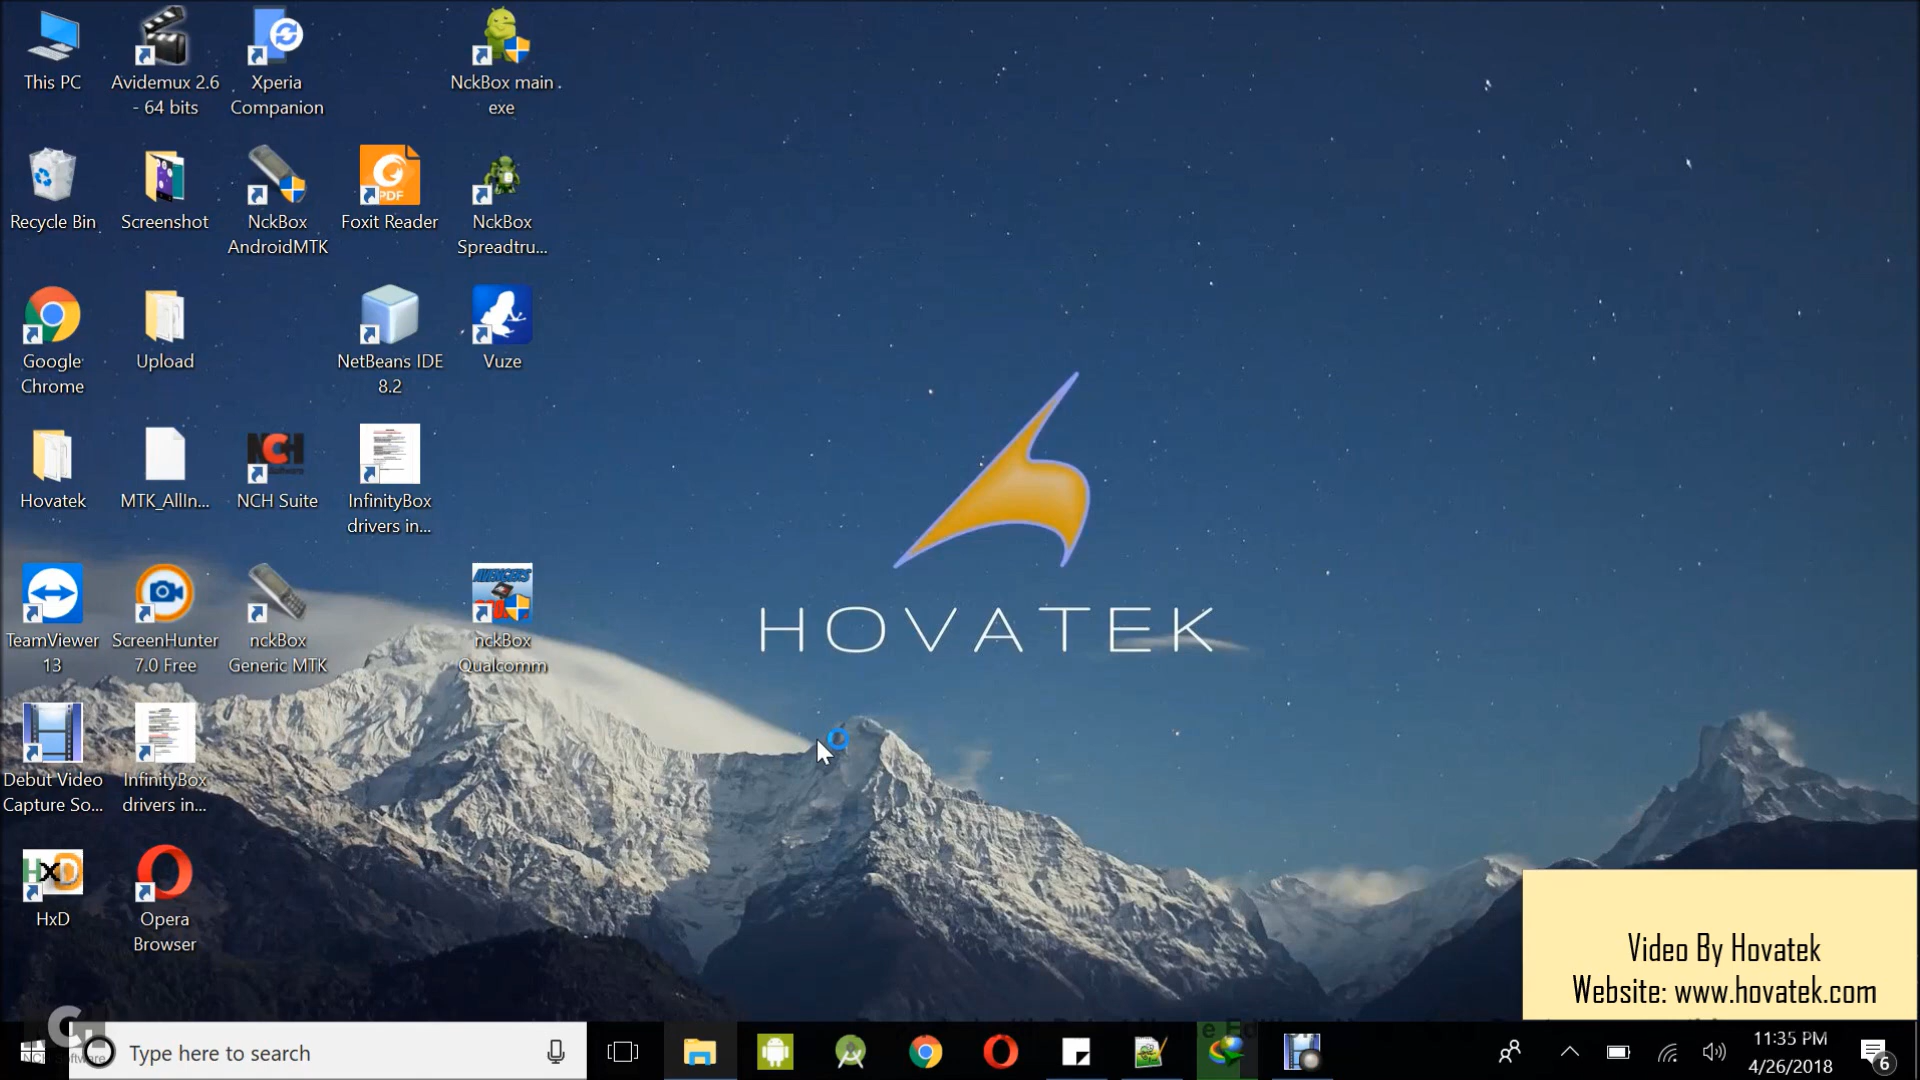 This PC
Avidemux 2.6
- 64 bits
Xperia
Companion
NckBox main
exe
Recycle Bin
Screenshot
NckBox
AndroidMTK
PDF
Foxit Reader
NckBox
Spreadtru...
Google
Chrome
Upload
NetBeans IDE
8.2
Vuze
Hovatek
MTK_AllIn...
NCH
NCH Suite
InfinityBox
drivers in...
HOVATEK
TeamViewer
13
ScreenHunter
7.0 Free
nckBox
Generic MTK
AVENGERS
nckBox
Qualcomm
Debut Video
Capture So...
InfinityBox
drivers in...
HxD
HxD
Opera
Browser
Video By Hovatek
Website: www.hovatek.com
Type here to search
11:35 PM
4/26/2018
6